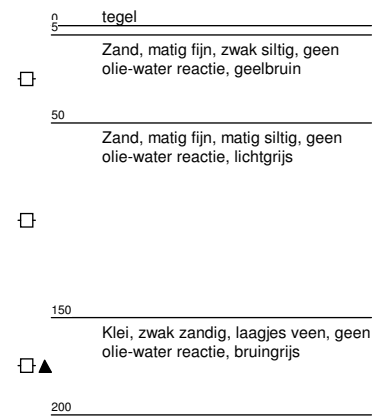 0 tegel
5
Zand, matig fijn, zwak siltig, geen
olie-water reactie, geelbruin
50
Zand, matig fijn, matig siltig, geen
olie-water reactie, lichtgrijs
150
Klei, zwak zandig, laagjes veen, geen
olie-water reactie, bruingrijs
200